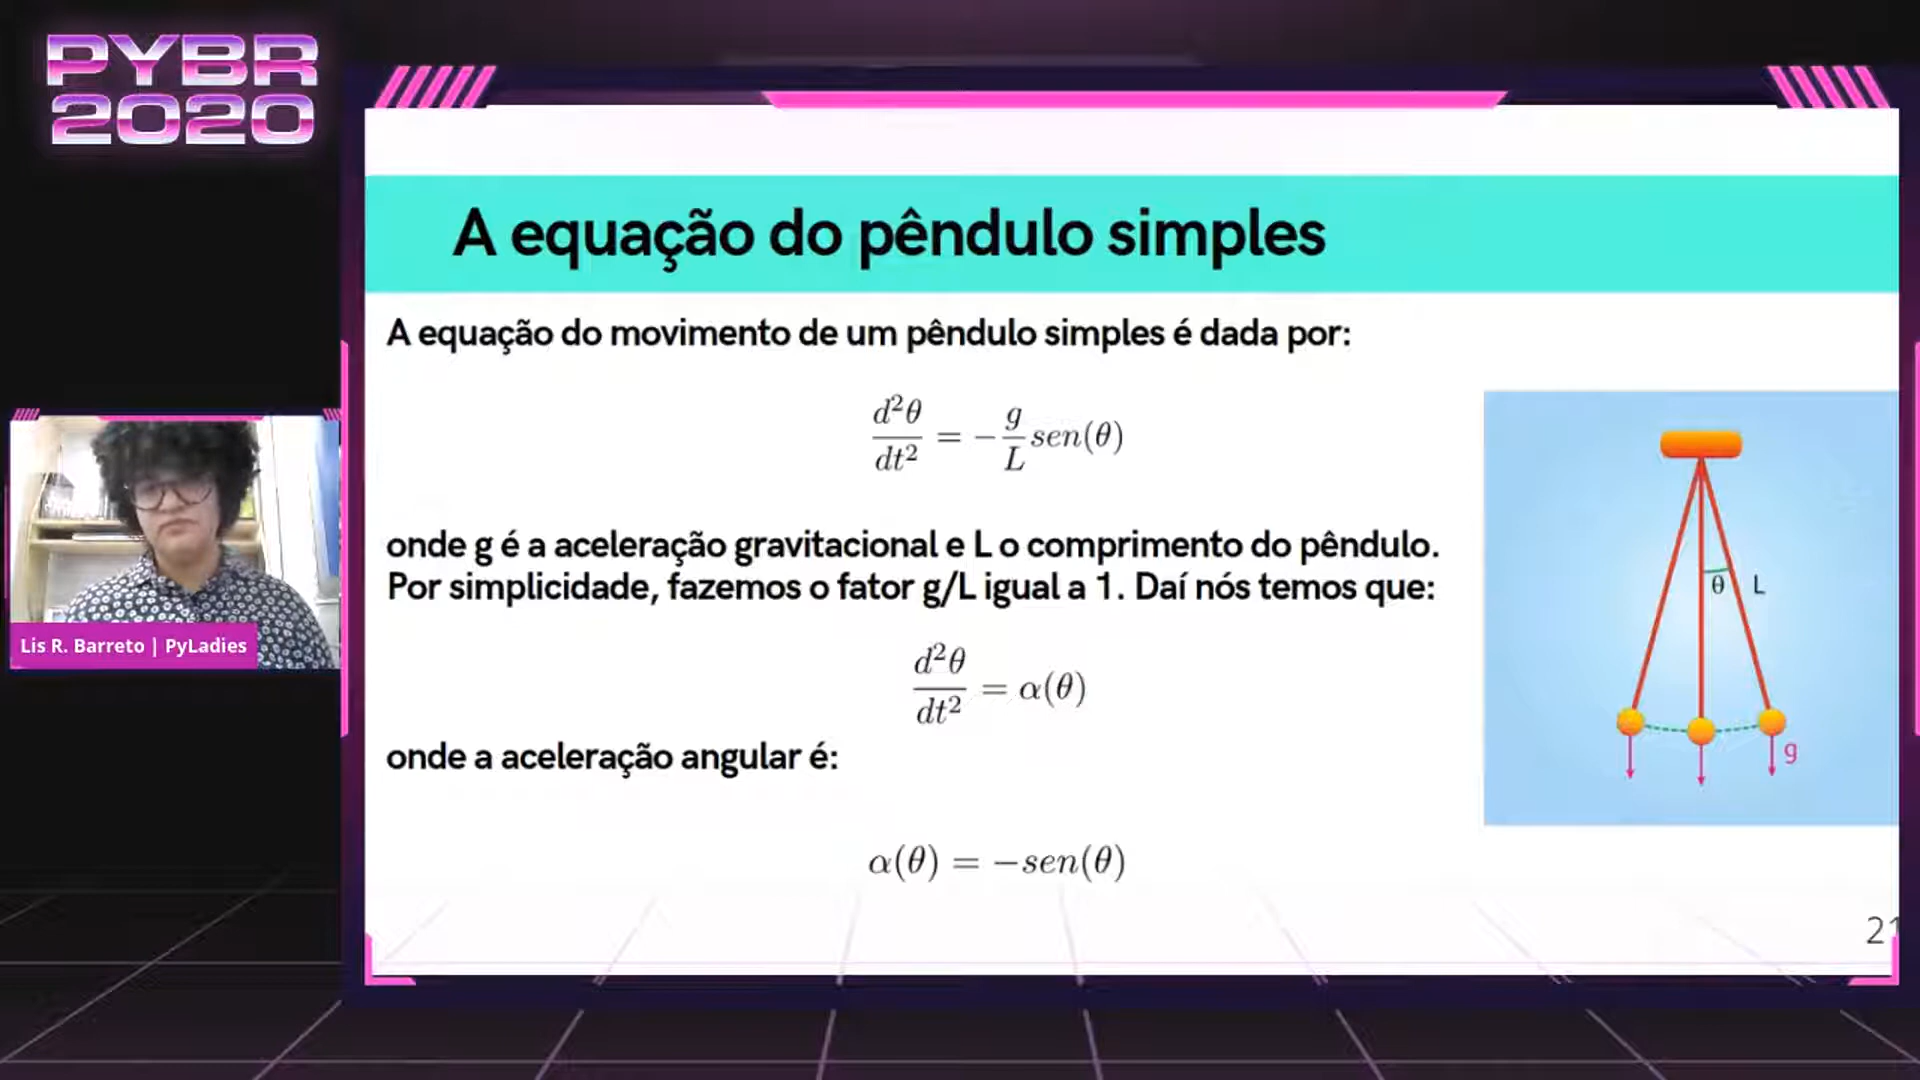 PYBR
2020
A equação do pêndulo simples
A equação do movimento de um pêndulo simples é dada por:
d²θ/dt² = -g/L sen(θ)
onde g é a aceleração gravitacional e L o comprimento do pêndulo.
Por simplicidade, fazemos o fator g/L igual a 1. Daí nós temos que:
d²θ/dt² = α(θ)
onde a aceleração angular é:
α(θ) = -sen(θ)
θ L
g
21
Lis R. Barreto | PyLadies